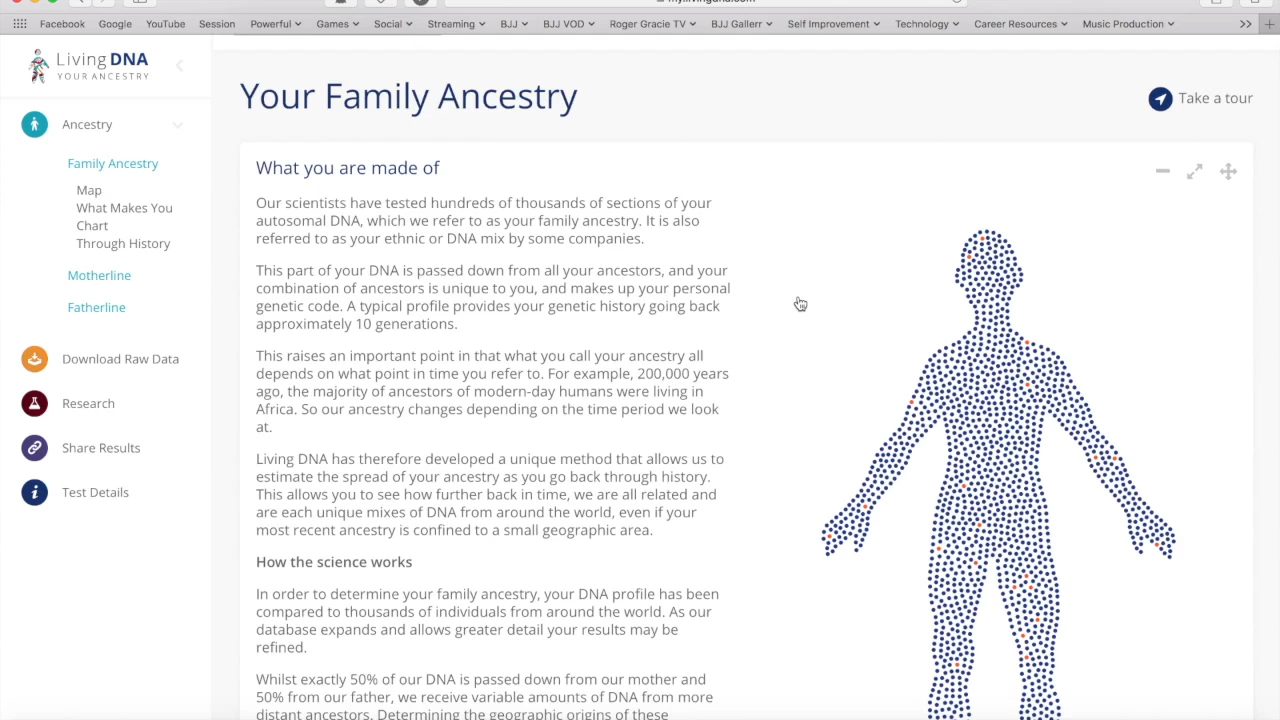 Facebook Google YouTube Session Powerful Games Social Streaming BJJ BJJ VOD Roger Gracie TV BJJ Gallerr Self Improvement Technology Career Resources Music Production
Living DNA
YOUR ANCESTRY
Ancestry
Family Ancestry
Map
What Makes You
Chart
Through History
Motherline
Fatherline
Download Raw Data
Research
Share Results
Test Details
Your Family Ancestry
Take a tour
What you are made of
Our scientists have tested hundreds of thousands of sections of your
autosomal DNA, which we refer to as your family ancestry. It is also
referred to as your ethnic or DNA mix by some companies.
This part of your DNA is passed down from all your ancestors, and your
combination of ancestors is unique to you, and makes up your personal
genetic code. A typical profile provides your genetic history going back
approximately 10 generations.
This raises an important point in that what you call your ancestry all
depends on what point in time you refer to. For example, 200,000 years
ago, the majority of ancestors of modern-day humans were living in
Africa. So our ancestry changes depending on the time period we look
at.
Living DNA has therefore developed a unique method that allows us to
estimate the spread of your ancestry as you go back through history.
This allows you to see how further back in time, we are all related and
are each unique mixes of DNA from around the world, even if your
most recent ancestry is confined to a small geographic area.
How the science works
In order to determine your family ancestry, your DNA profile has been
compared to thousands of individuals from around the world. As our
database expands and allows greater detail your results may be
refined.
Whilst exactly 50% of our DNA is passed down from our mother and
50% from our father, we receive variable amounts of DNA from more
distant ancestors. Determining the geographic origins of these